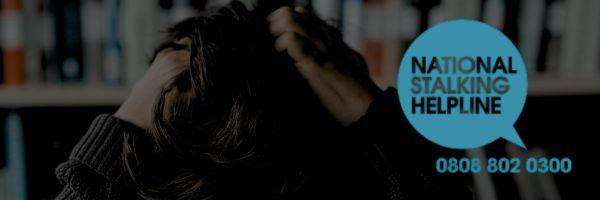 NATIONAL
STALKING
HELPLINE
0808 802 0300